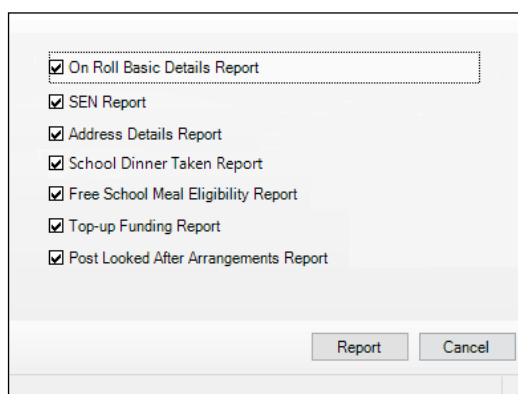 On Roll Basic Details Report
SEN Report
Address Details Report
School Dinner Taken Report
Free School Meal Eligibility Report
Top-up Funding Report
Post Looked After Arrangements Report
Report Cancel